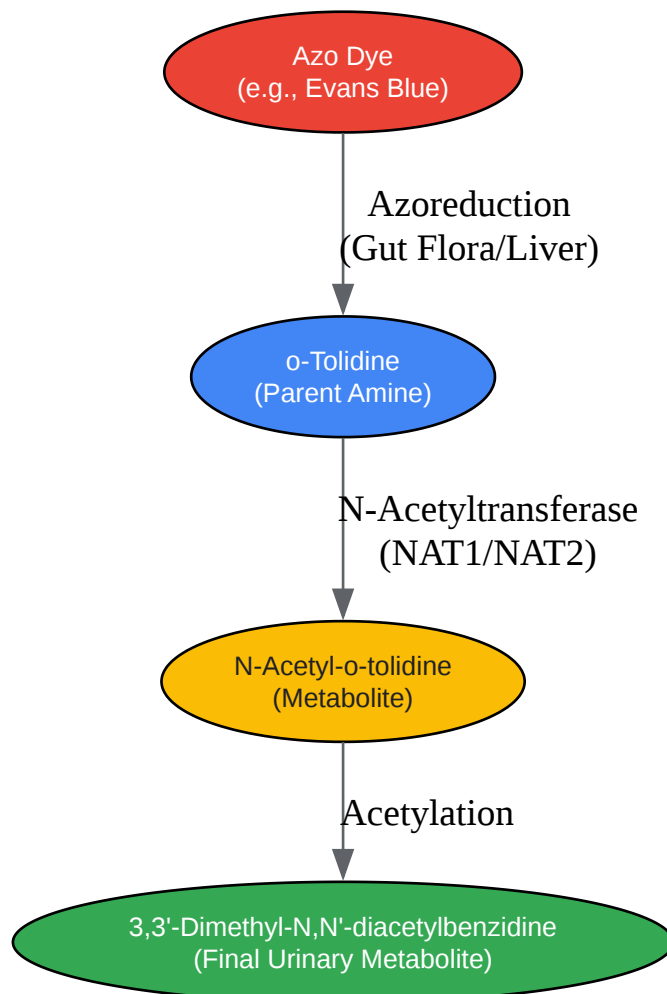 Azo Dye
(e.g., Evans Blue)
Azoreduction
(Gut Flora/Liver)
o-Tolidine
(Parent Amine)
N-Acetyltransferase
(NAT1/NAT2)
N-Acetyl-o-tolidine
(Metabolite)
Acetylation
3,3'-Dimethyl-N,N'-diacetylbenzidine
(Final Urinary Metabolite)